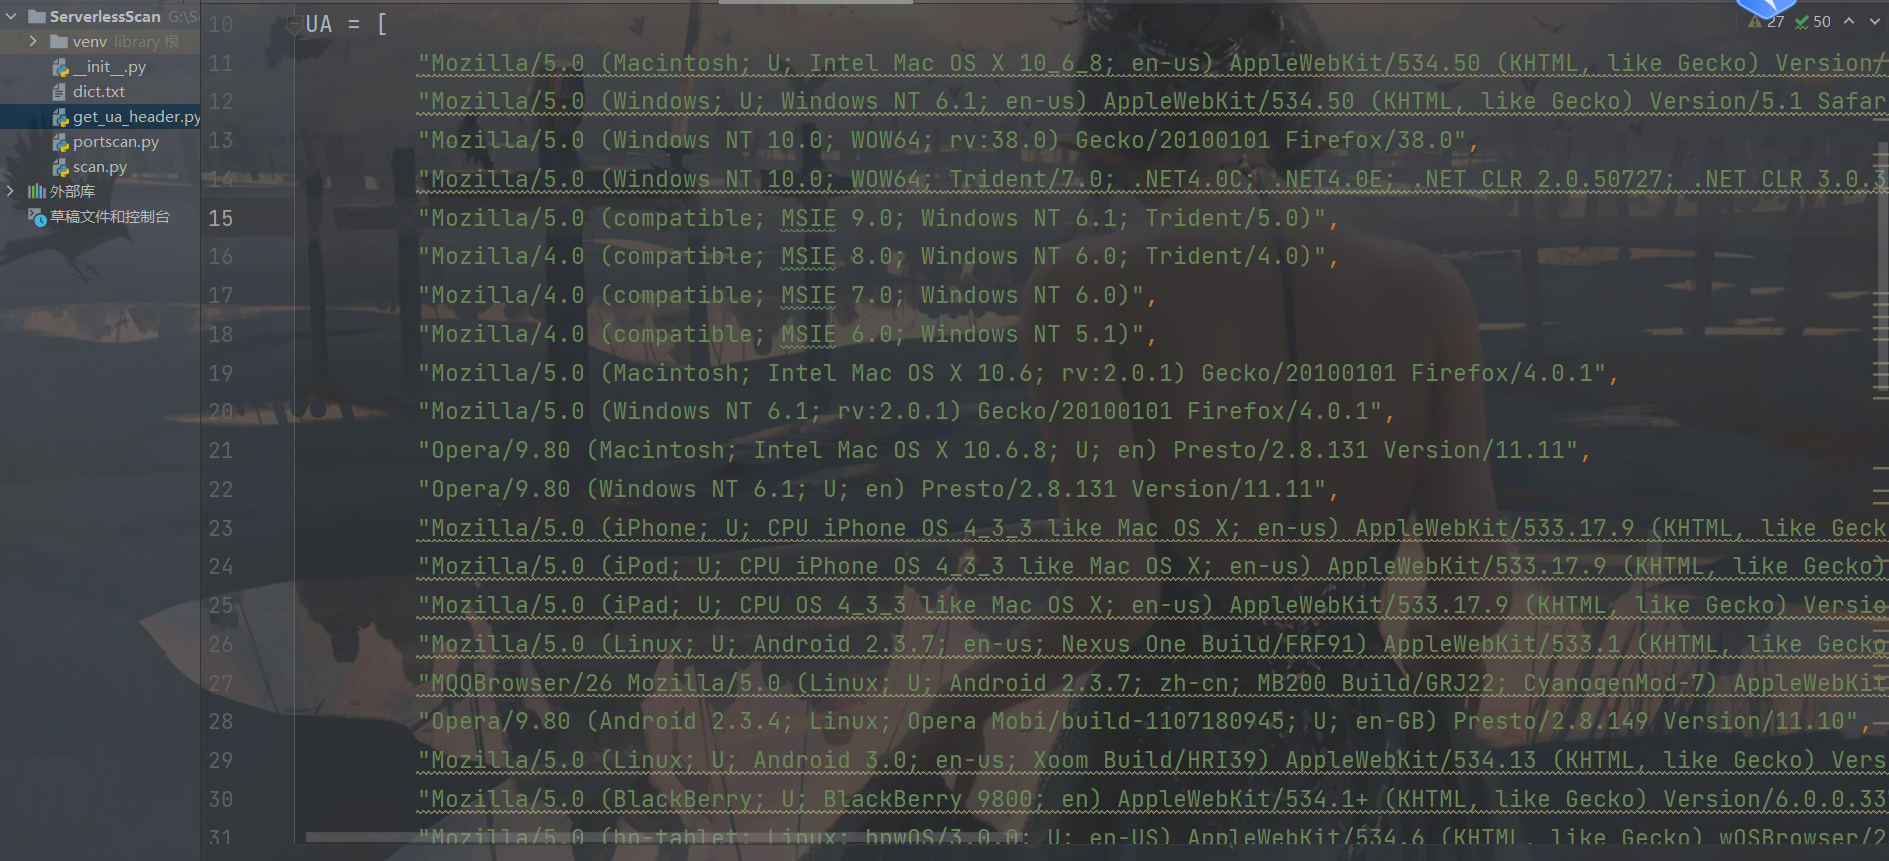 ServerlessScan G:\S
venv library 根
__init__.py
dict.txt
get_ua_header.py
portscan.py
scan.py
外部库
草稿文件和控制台
27 50
10 UA = [
11 "Mozilla/5.0 (Macintosh; U; Intel Mac OS X 10_6_8; en-us) AppleWebKit/534.50 (KHTML, like Gecko) Version/
12 "Mozilla/5.0 (Windows; U; Windows NT 6.1; en-us) AppleWebKit/534.50 (KHTML, like Gecko) Version/5.1 Safar
13 "Mozilla/5.0 (Windows NT 10.0; WOW64; rv:38.0) Gecko/20100101 Firefox/38.0",
14 "Mozilla/5.0 (Windows NT 10.0; WOW64; Trident/7.0; .NET4.0C; .NET4.0E; .NET CLR 2.0.50727; .NET CLR 3.0.3
15 "Mozilla/5.0 (compatible; MSIE 9.0; Windows NT 6.1; Trident/5.0)",
16 "Mozilla/4.0 (compatible; MSIE 8.0; Windows NT 6.0; Trident/4.0)",
17 "Mozilla/4.0 (compatible; MSIE 7.0; Windows NT 6.0)",
18 "Mozilla/4.0 (compatible; MSIE 6.0; Windows NT 5.1)",
19 "Mozilla/5.0 (Macintosh; Intel Mac OS X 10.6; rv:2.0.1) Gecko/20100101 Firefox/4.0.1",
20 "Mozilla/5.0 (Windows NT 6.1; rv:2.0.1) Gecko/20100101 Firefox/4.0.1",
21 "Opera/9.80 (Macintosh; Intel Mac OS X 10.6.8; U; en) Presto/2.8.131 Version/11.11",
22 "Opera/9.80 (Windows NT 6.1; U; en) Presto/2.8.131 Version/11.11",
23 "Mozilla/5.0 (iPhone; U; CPU iPhone OS 4_3_3 like Mac OS X; en-us) AppleWebKit/533.17.9 (KHTML, like Geck
24 "Mozilla/5.0 (iPod; U; CPU iPhone OS 4_3_3 like Mac OS X; en-us) AppleWebKit/533.17.9 (KHTML, like Gecko)
25 "Mozilla/5.0 (iPad; U; CPU OS 4_3_3 like Mac OS X; en-us) AppleWebKit/533.17.9 (KHTML, like Gecko) Versio
26 "Mozilla/5.0 (Linux; U; Android 2.3.7; en-us; Nexus One Build/FRF91) AppleWebKit/533.1 (KHTML, like Gecko
27 "MQQBrowser/26 Mozilla/5.0 (Linux; U; Android 2.3.7; zh-cn; MB200 Build/GRJ22; CyanogenMod-7) AppleWebKit
28 "Opera/9.80 (Android 2.3.4; Linux; Opera Mobi/build-1107180945; U; en-GB) Presto/2.8.149 Version/11.10",
29 "Mozilla/5.0 (Linux; U; Android 3.0; en-us; Xoom Build/HRI39) AppleWebKit/534.13 (KHTML, like Gecko) Vers
30 "Mozilla/5.0 (BlackBerry; U; BlackBerry 9800; en) AppleWebKit/534.1+ (KHTML, like Gecko) Version/6.0.0.33
31 "Mozilla/5.0 (hp-tablet; Linux; hpwOS/3.0.0; U; en-US) AppleWebKit/534.6 (KHTML, like Gecko) wOSBrowser/2